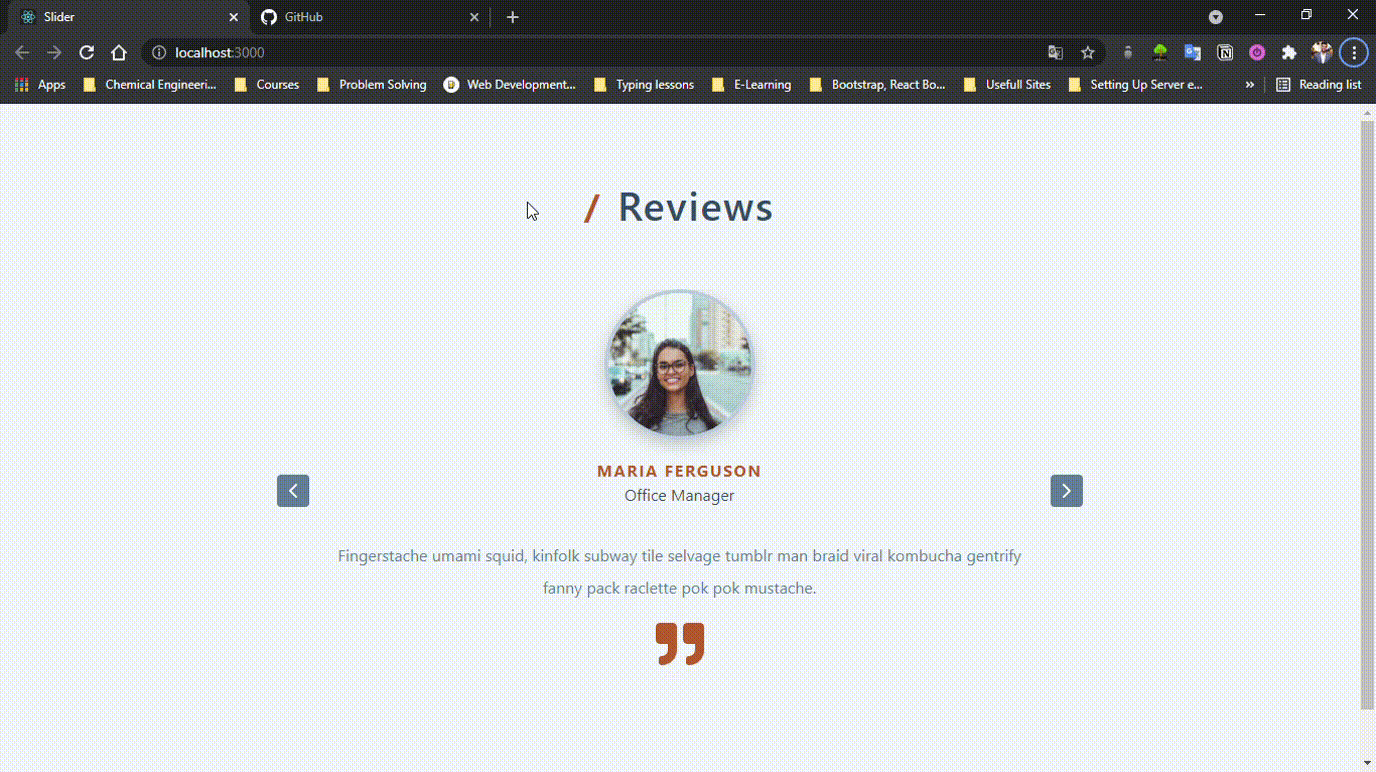 Slider
GitHub
localhost:3000
Apps
Chemical Engineeri...
Courses
Problem Solving
Web Development...
Typing lessons
E-Learning
Bootstrap, React Bo...
Usefull Sites
Setting Up Server e...
»
Reading list
/ Reviews
MARIA FERGUSON
Office Manager
Fingerstache umami squid, kinfolk subway tile selvage tumblr man braid viral kombucha gentrify
fanny pack raclette pok pok mustache.